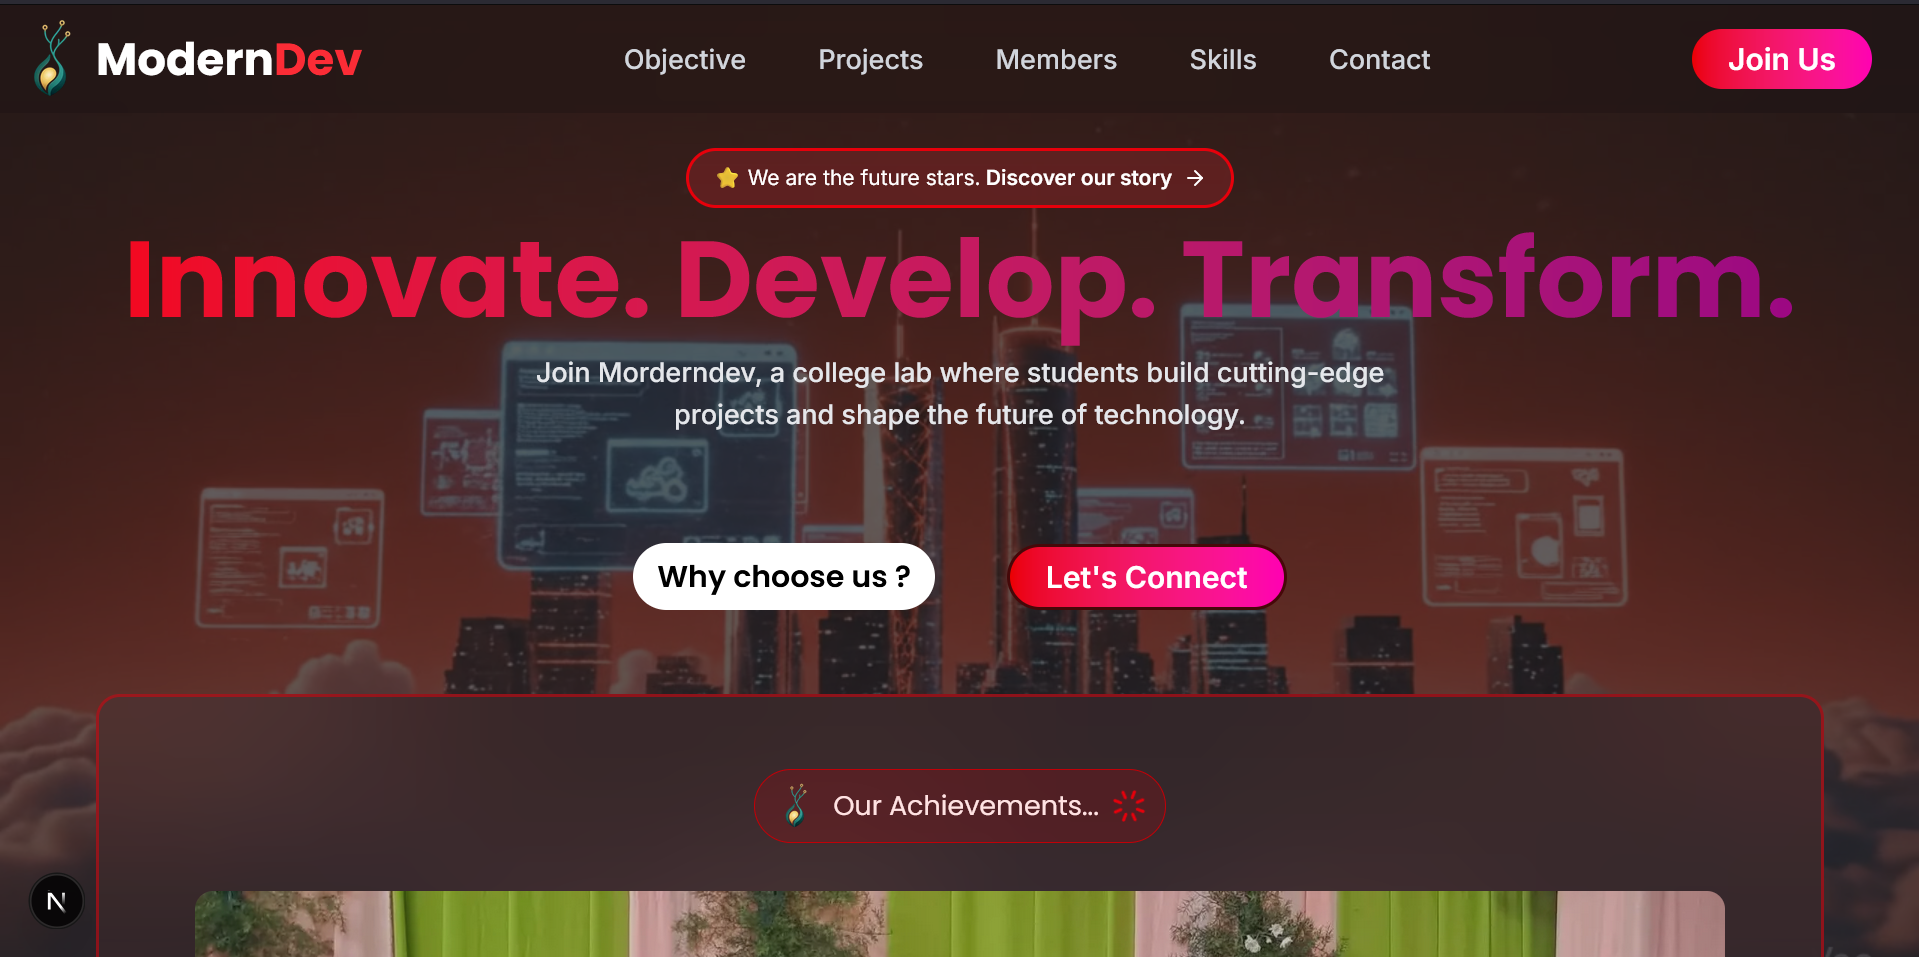 ModernDev
Objective
Projects
Members
Skills
Contact
Join Us
⭐ We are the future stars. Discover our story →
Innovate. Develop. Transform.
Join Morderndev, a college lab where students build cutting-edge
projects and shape the future of technology.
Why choose us ?
Let's Connect
Our Achievements...
N